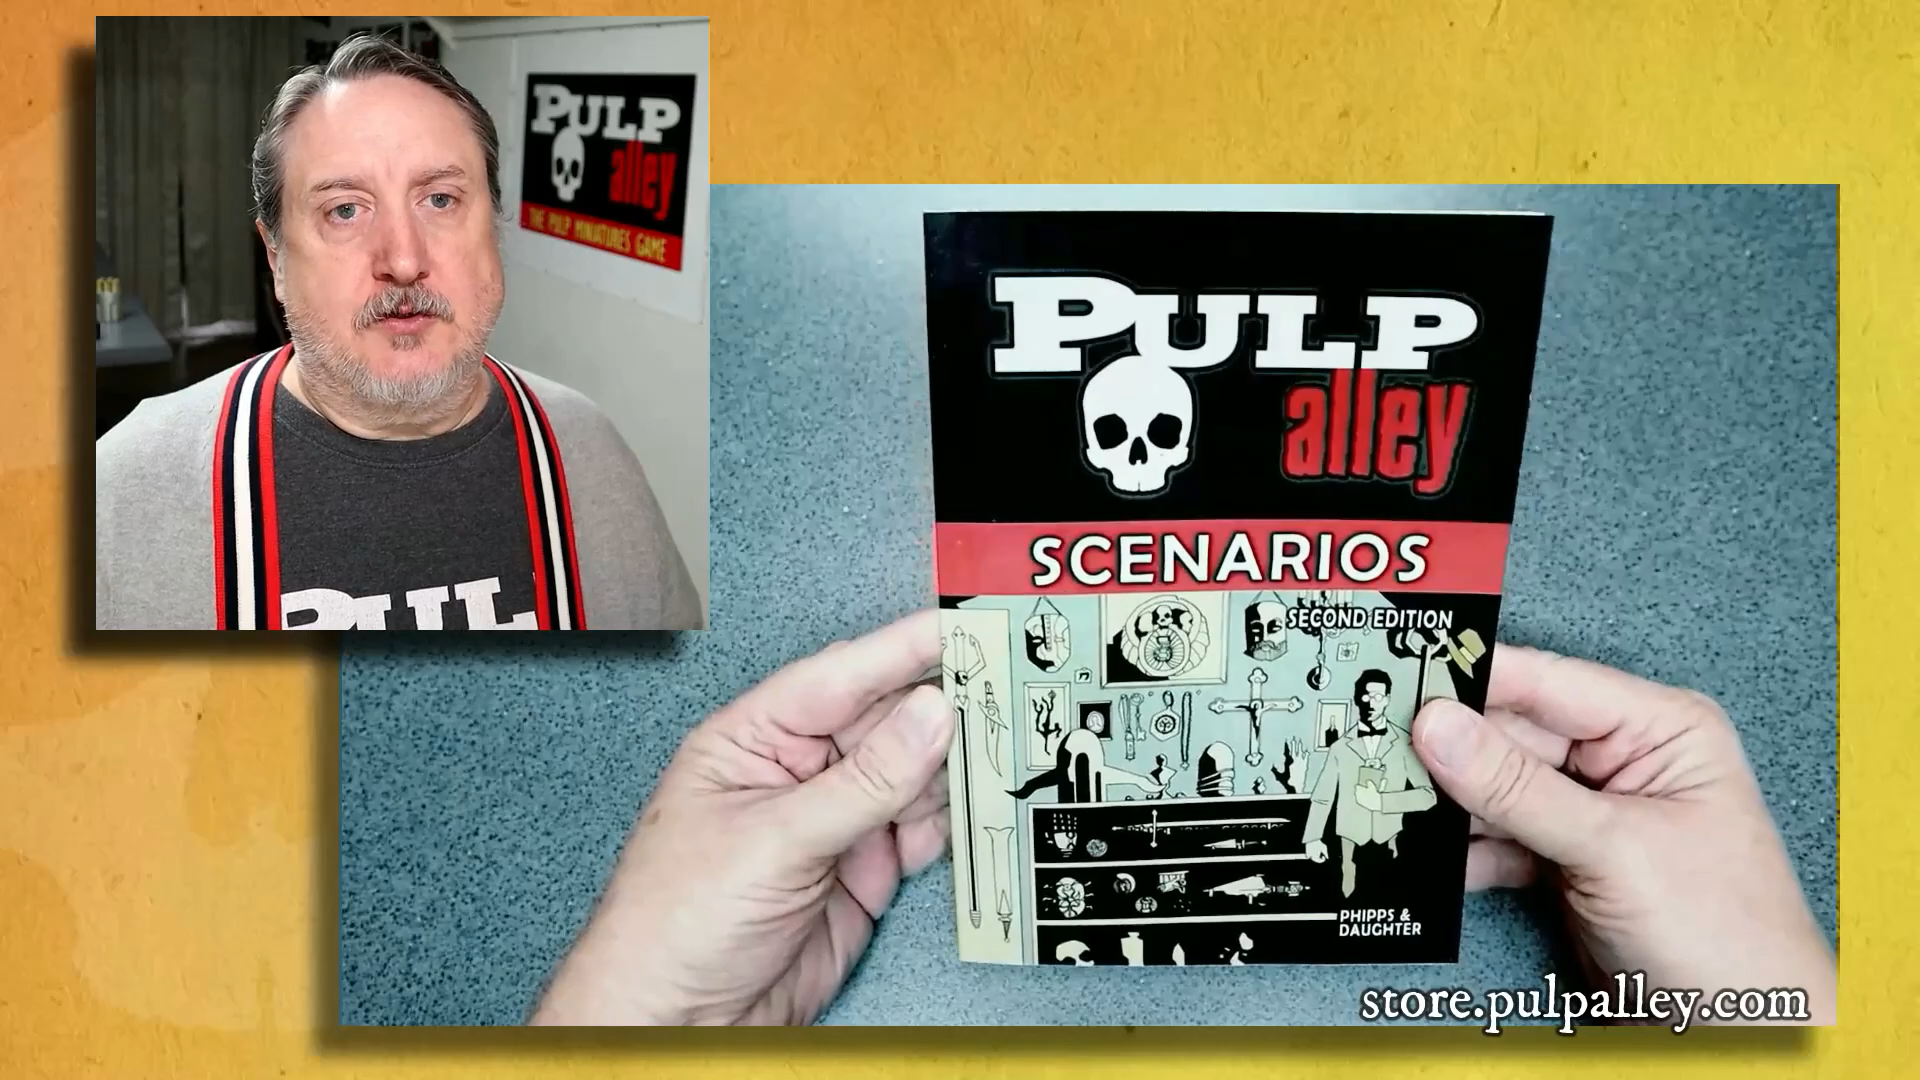 PULP
alley
THE PULP MINIATURES GAME
PUL
PULP
alley
SCENARIOS
SECOND EDITION
PHIPPS &
DAUGHTER
store.pulpalley.com